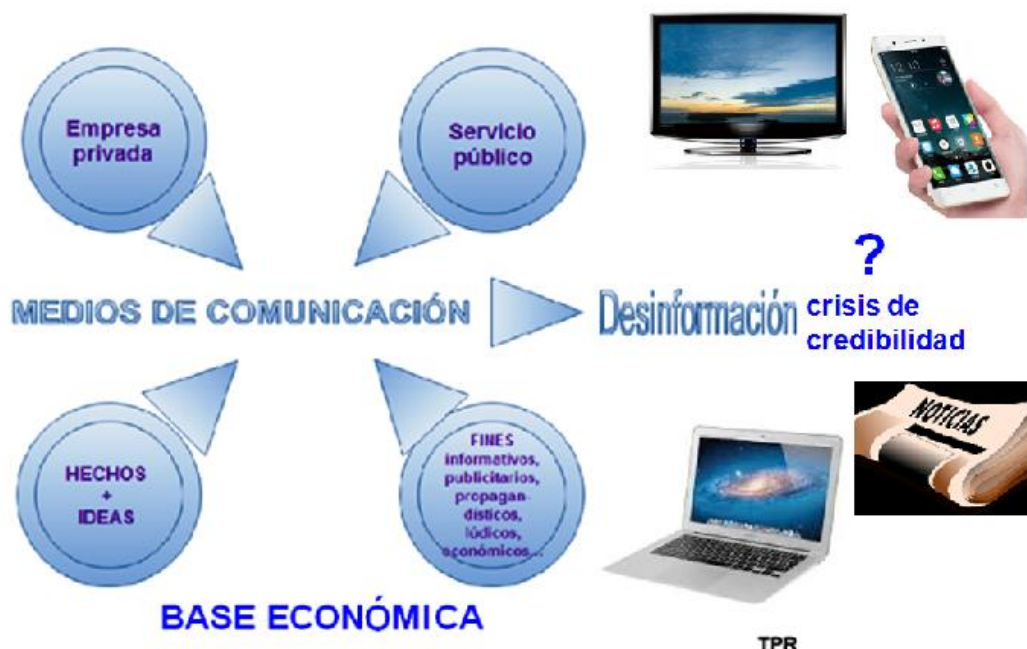 Empresa
privada
Servicio
público
?
MEDIOS DE COMUNICACIÓN
Desinformación
crisis de
credibilidad
HECHOS
+
IDEAS
FINES
informativos,
publicitarios,
propagan-
dísticos,
lúdicos,
económicos...
NOTICIAS
BASE ECONÓMICA
TPR